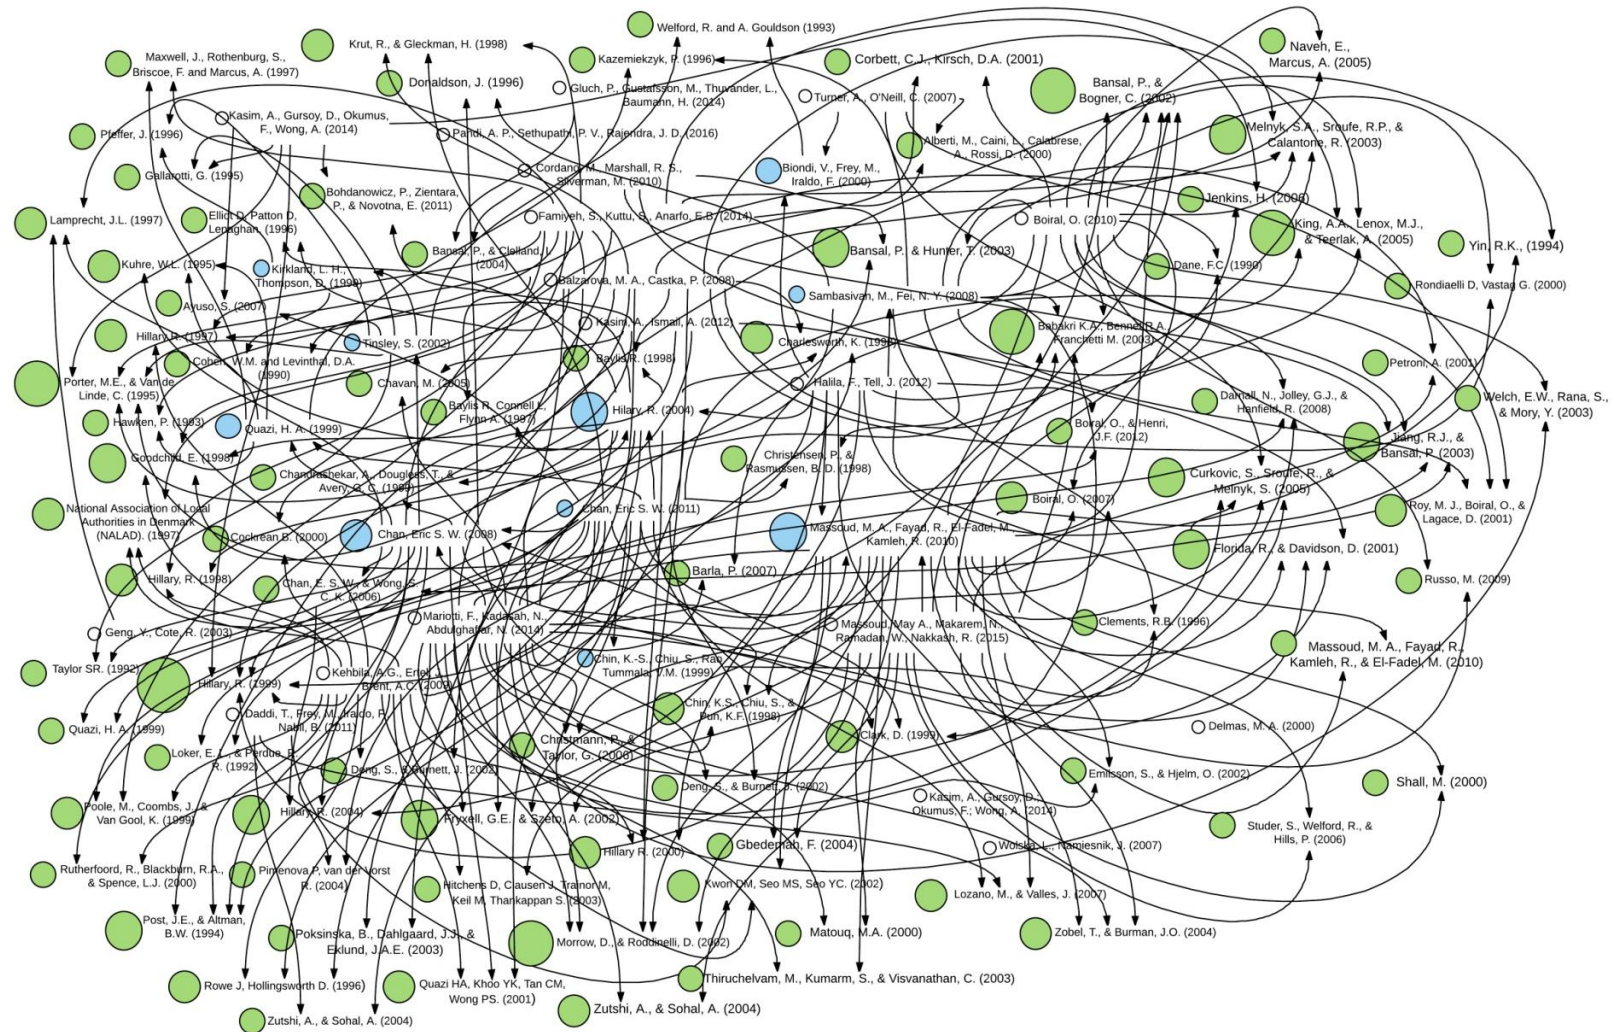 Welford, R. and A. Gouldson (1993)
Krut, R., & Gleckman, H. (1998)
Naveh, E.,
Marcus, A. (2005)
Maxwell, J., Rothenburg, S.,
Briscoe, F. and Marcus, A. (1997)
Kazemiekzyk, P. (1996)
Corbett, C.J., Kirsch, D.A. (2001)
Donaldson, J. (1996)
Gluch, P., Gustafsson, M., Thuvander, L.,
Baumann, H. (2014)
Turner, A., O'Neill, C. (2007)
Bansal, P., &
Bogner, C. (2002)
Kasim, A., Gursoy, D., Okumus,
F., Wong, A. (2014)
Pfeffer, J. (1996)
Pandi, A. P., Sethupathi, P. V., Rajendra, J. D. (2016)
Alberti, M., Caini, L., Calabrese,
A., Rossi, D. (2000)
Melnyk, S.A., Sroufe, R.P., &
Calantone, R. (2003)
Gallarotti, G. (1995)
Cordano, M., Marshall, R. S.,
Silverman, M. (2010)
Biondi, V., Frey, M.,
Iraldo, F. (2000)
Bohdanowicz, P., Zientara,
P., & Novotna, E. (2011)
Jenkins, H. (2006)
Lamprecht, J.L. (1997)
Elliot D, Patton D,
Lenaghan, (1996)
Famiyeh, S., Kuttu, S., Anarfo, E.B. (2014)
Boiral, O. (2010)
King, A.A., Lenox, M.J.,
& Teerlak, A. (2005)
Yin, R.K., (1994)
Bansal, P., & Clelland, I.
(2004)
Bansal, P., & Hunter, T. (2003)
Kuhre, W.L. (1995)
Kirkland, L. H.,
Thompson, D. (1999)
Dane, F.C. (1990)
Balzarova, M. A., Castka, P. (2008)
Rondiaelli D, Vastag G. (2000)
Ayuso, S. (2007)
Sambasivan, M., Fei, N. Y. (2008)
Kasim, A., Ismail, A. (2012)
Babakri K.A., Bennet R.A.
Franchetti M. (2003)
Hillary R. (1997)
Tinsley, S. (2002)
Charlesworth, K. (1998)
Cohen, W.M. and Levinthal, D.A.
(1990)
Baylis R. (1998)
Petroni, A. (2001)
Porter, M.E., & Van de
Linde, C. (1995)
Chavan, M. (2005)
Halila, F., Tell, J. (2012)
Darnall, N., Jolley, G.J., &
Hanfield, R. (2008)
Welch, E.W., Rana, S.,
& Mory, Y. (2003)
Hawken, P. (1993)
Quazi, H. A. (1999)
Baylis R, Connell L,
Flynn A. (1997)
Hilary, R. (2004)
Boiral, O., & Henri,
J.F. (2012)
Jiang, R.J., &
Bansal, P. (2003)
Goodchild, E. (1998)
Christensen, P., &
Rasmussen, B. D. (1998)
Chandrashekar, A., Dougless, T., &
Avery, G. C. (1999)
Curkovic, S., Sroufe, R., &
Melnyk, S. (2005)
National Association of Local
Authorities in Denmark
(NALAD). (1997)
Chan, Eric S. W. (2011)
Boiral, O. (2007)
Roy, M. J., Boiral, O., &
Lagace, D. (2001)
Cockrean B. (2000)
Chan, Eric S. W. (2008)
Massoud, M. A., Fayad, R., El-Fadel, M.,
Kamleh, R. (2010)
Florida, R., & Davidson, D. (2001)
Hillary, R. (1998)
Chan, E. S. W., & Wong, S.
C. K. (2006)
Barla, P. (2007)
Russo, M. (2009)
Geng, Y., Cote, R. (2003)
Mariotti, F., Kadasah, N.,
Abdulghaffar, N. (2014)
Massoud, May A., Makarem, N.,
Ramadan, W., Nakkash, R. (2015)
Clements, R.B. (1996)
Massoud, M. A., Fayad, R.,
Kamleh, R., & El-Fadel, M. (2010)
Taylor SR. (1992)
Hillary, R. (1999)
Kehbila, A.G., Ertel,
Brent, A.C. (2009)
Chin, K.-S., Chiu, S., Rao
Tummala, V.M. (1999)
Quazi, H. A. (1999)
Daddi, T., Frey, M., Iraldo, F,
Nabil, B. (2011)
Chin, K.S., Chiu, S., &
Pun, K.F. (1998)
Clark, D. (1999)
Delmas, M. A. (2000)
Loker, E. L., & Perdue, R.
R. (1992)
Deng, S., & Burnett, J. (2002)
Christmann, P., &
Taylor, G. (2006)
Emilsson, S., & Hjelm, O. (2002)
Shall, M. (2000)
Poole, M., Coombs, J., &
Van Gool, K. (1999)
Hillary, R. (2004)
Fryxell, G.E., & Szeto, A. (2002)
Deng, S., & Burnett, J. (2002)
Kasim, A., Gursoy, D.,
Okumus, F.; Wong, A. (2014)
Studer, S., Welford, R., &
Hills, P. (2006)
Hillary R. (2000)
Gbedemah, F. (2004)
Wolska, L., Namiesnik, J. (2007)
Rutherfoord, R., Blackburn, R.A.,
& Spence, L.J. (2000)
Pimenova P, van der Vorst
R. (2004)
Hitchens D, Clausen J, Trainor M,
Keil M, Thankappan S. (2003)
Kwon DM, Seo MS, Seo YC. (2002)
Lozano, M., & Valles, J. (2007)
Post, J.E., & Altman,
B.W. (1994)
Poksinska, B., Dahlgaard, J.J., &
Eklund, J.A.E. (2003)
Morrow, D., & Roddinelli, D. (2002)
Matouq, M.A. (2000)
Zobel, T., & Burman, J.O. (2004)
Rowe J, Hollingsworth D. (1996)
Quazi HA, Khoo YK, Tan CM,
Wong PS. (2001)
Thiruchelvam, M., Kumarm, S., & Visvanathan, C. (2003)
Zutshi, A., & Sohal, A. (2004)
Zutshi, A., & Sohal, A. (2004)